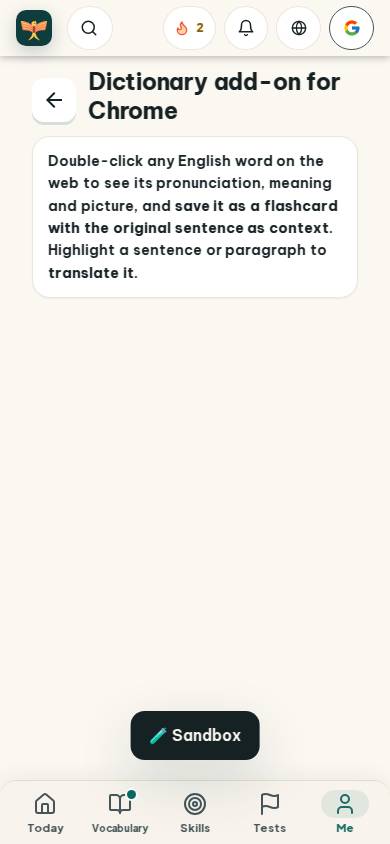 2
Dictionary add-on for
Chrome
Double-click any English word on the
web to see its pronunciation, meaning
and picture, and save it as a flashcard
with the original sentence as context.
Highlight a sentence or paragraph to
translate it.
🧪 Sandbox
Today
Vocabulary
Skills
Tests
Me